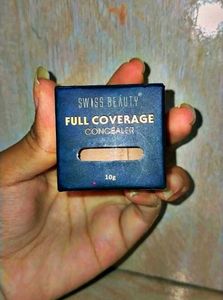 SWISS BEAUTY®
FULL COVERAGE
CONCEALER
10g